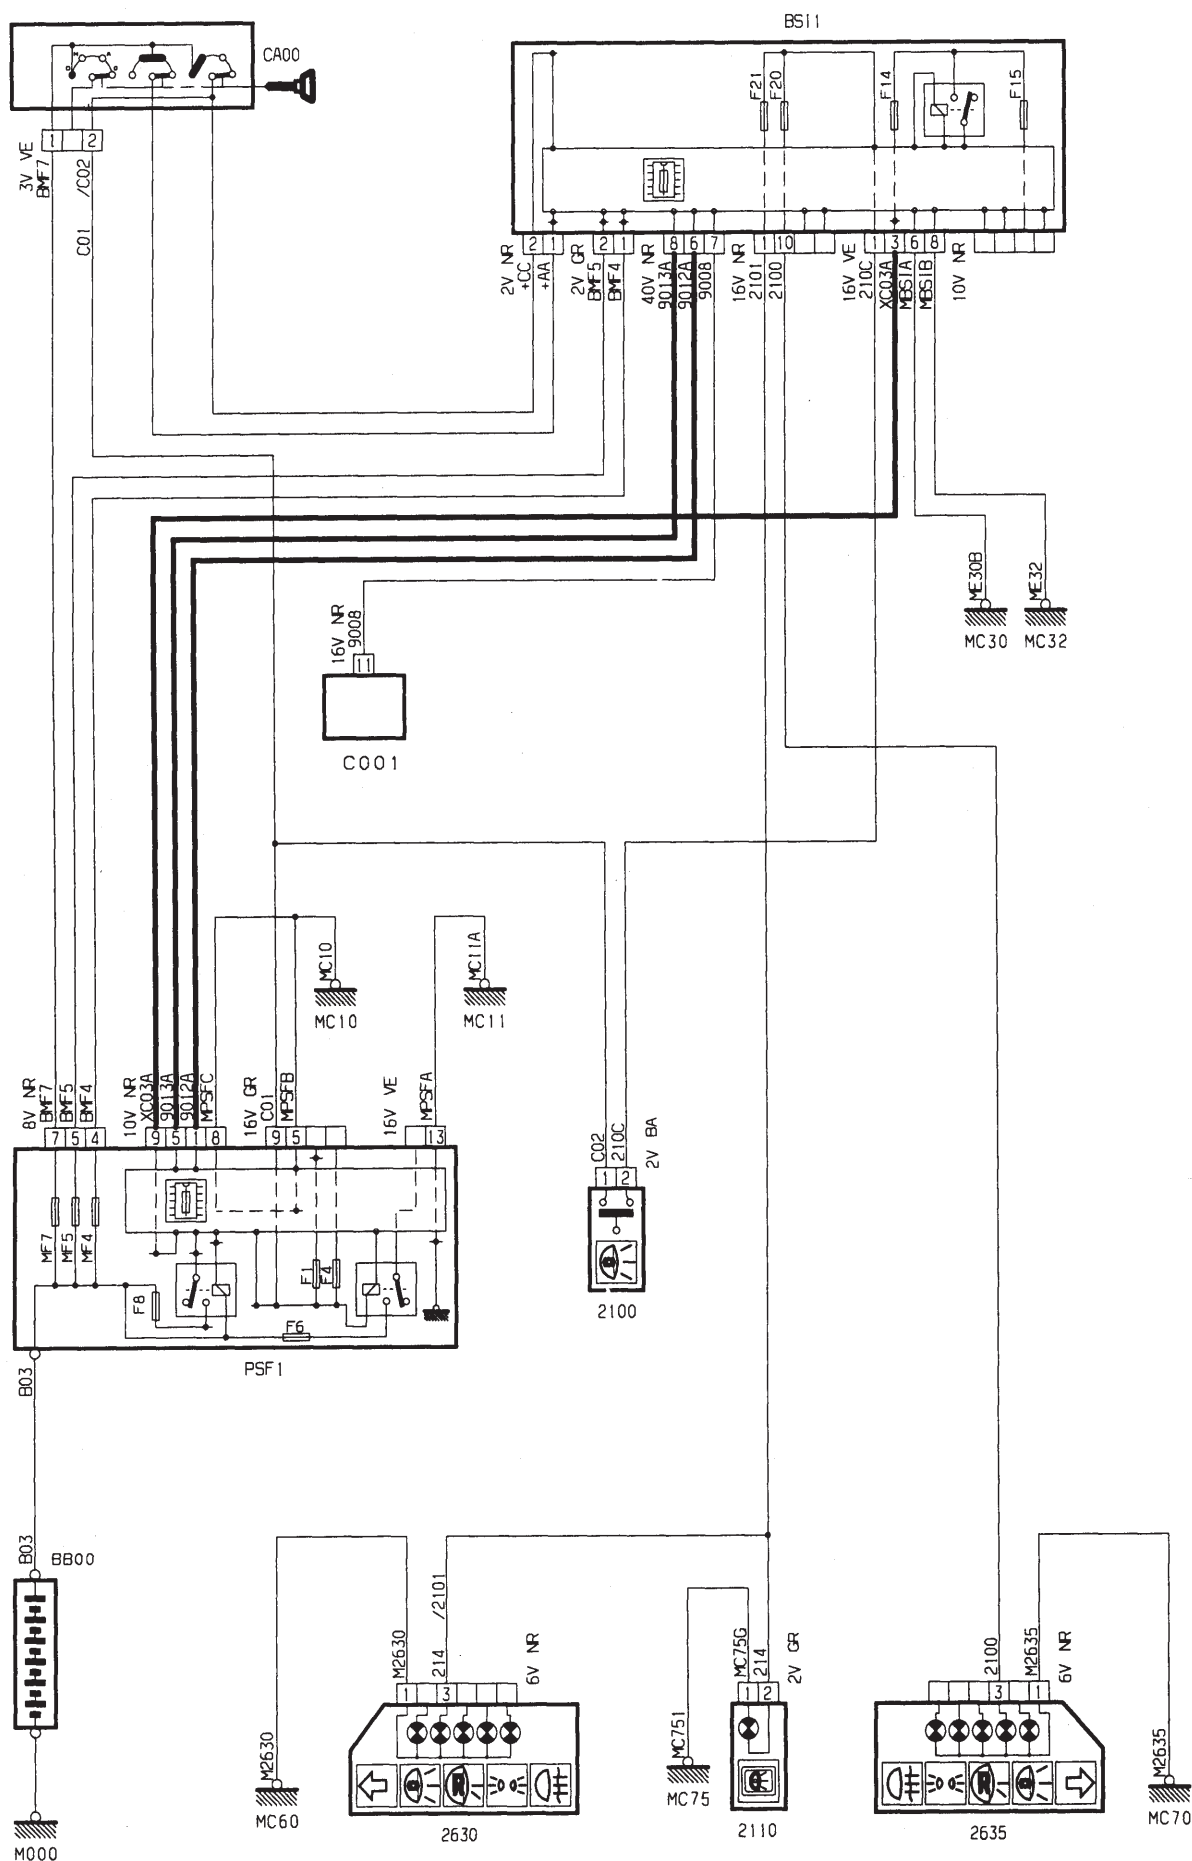 BSI1
CA00
F21
F20
F14
F15
1
2
3V VE
BMF7
C01
/C02
2
1
2
1
8
6
7
1
10
1
3
6
8
2V NR
+CC
+AA
2V GR
BMF5
BMF4
40V NR
9013A
9012A
9008
16V NR
2101
2100
16V VE
210C
XC03A
MBSIA
MBSIB
10V NR
ME30B
ME32
MC30
MC32
16V NR
9008
11
C001
MC10
MC11A
MC10
MC11
8V NR
BMF7
BMF5
BMF4
10V NR
XC03A
9013A
9012A
MPSFC
16V GR
C01
MPSFB
16V VE
MPSFA
7
5
4
9
5
1
8
9
5
13
C02
210C
2V BA
1
2
MF7
MF5
MF4
F8
F1
F4
F6
2100
PSF1
B03
B03
BB00
M000
/2101
M2630
214
6V NR
MC75G
214
2V GR
2100
M2635
6V NR
1
3
1
2
3
1
M2630
MC751
M2635
R
R
MC60
2630
MC75
2110
2635
MC70